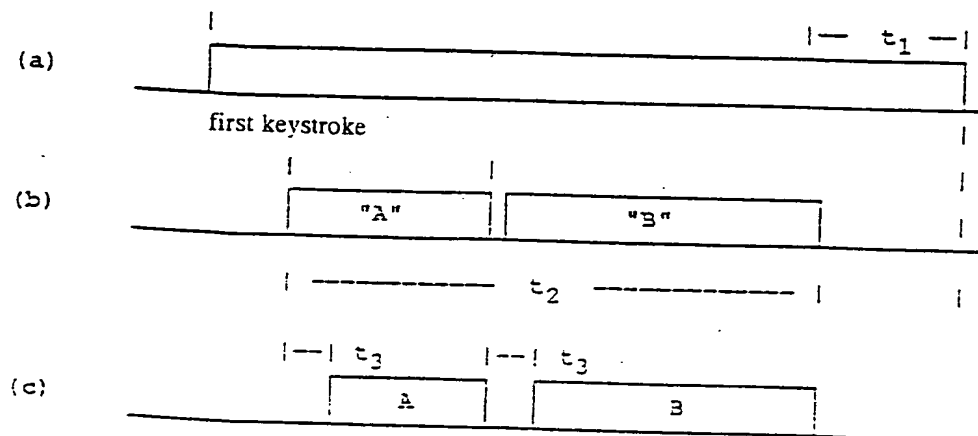 t1
(a)
first keystroke
(b) "A" "B"
t2
t3 t3
(c) A B